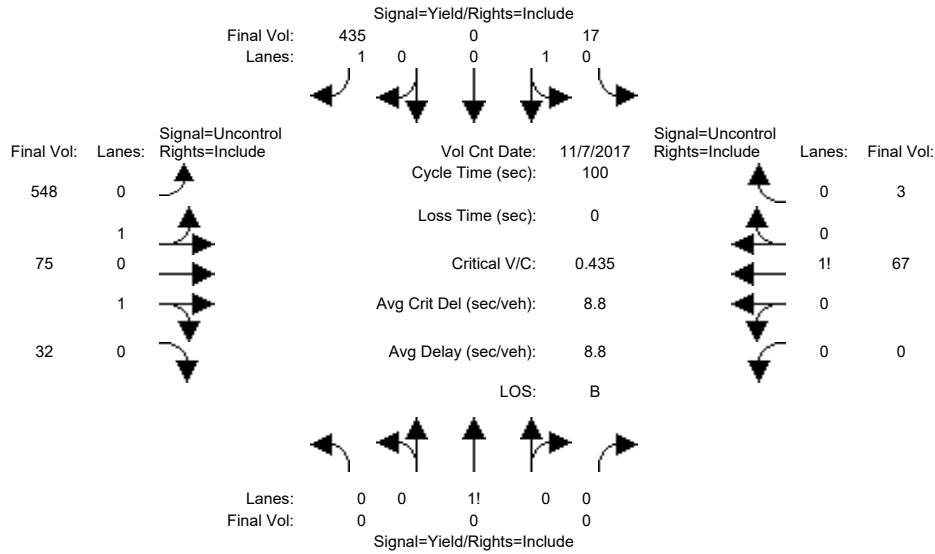 Signal=Yield/Rights=Include
Final Vol: 435 0 17
Lanes: 1 0 0 1 0
Signal=Uncontrol
Final Vol: Lanes: Rights=Include
Vol Cnt Date: 11/7/2017
Signal=Uncontrol
Rights=Include Lanes: Final Vol:
Cycle Time (sec): 100
548 0
0 3
Loss Time (sec): 0
1
0
75 0
Critical V/C: 0.435
1! 67
1
Avg Crit Del (sec/veh): 8.8
0
32 0
Avg Delay (sec/veh): 8.8
0 0
LOS: B
Lanes: 0 0 1! 0 0
Final Vol: 0 0 0
Signal=Yield/Rights=Include